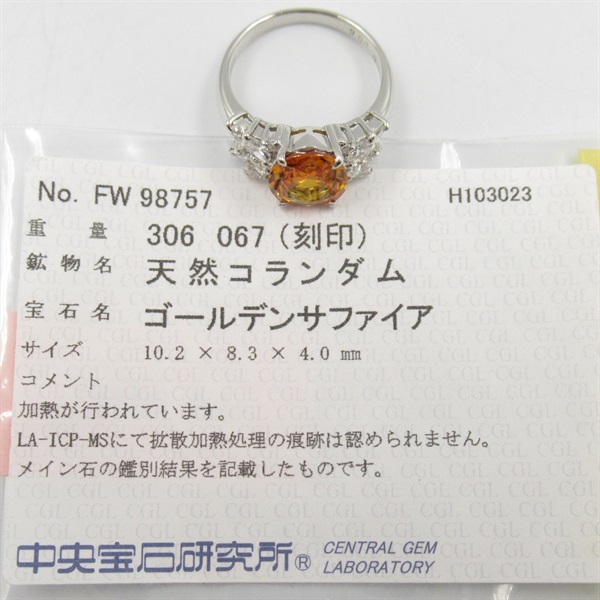 No. FW 98757 H103023
重 量 306 067 (刻印)
鉱物名 天然コランダム
宝石名 ゴールデンサファイア
サイズ 10.2 × 8.3 × 4.0 mm
コメント
加熱が行われています。
LA-ICP-MSにて拡散加熱処理の痕跡は認められません。
メイン石の鑑別結果を記載したものです。
中央宝石研究所® CENTRAL GEM
LABORATORY